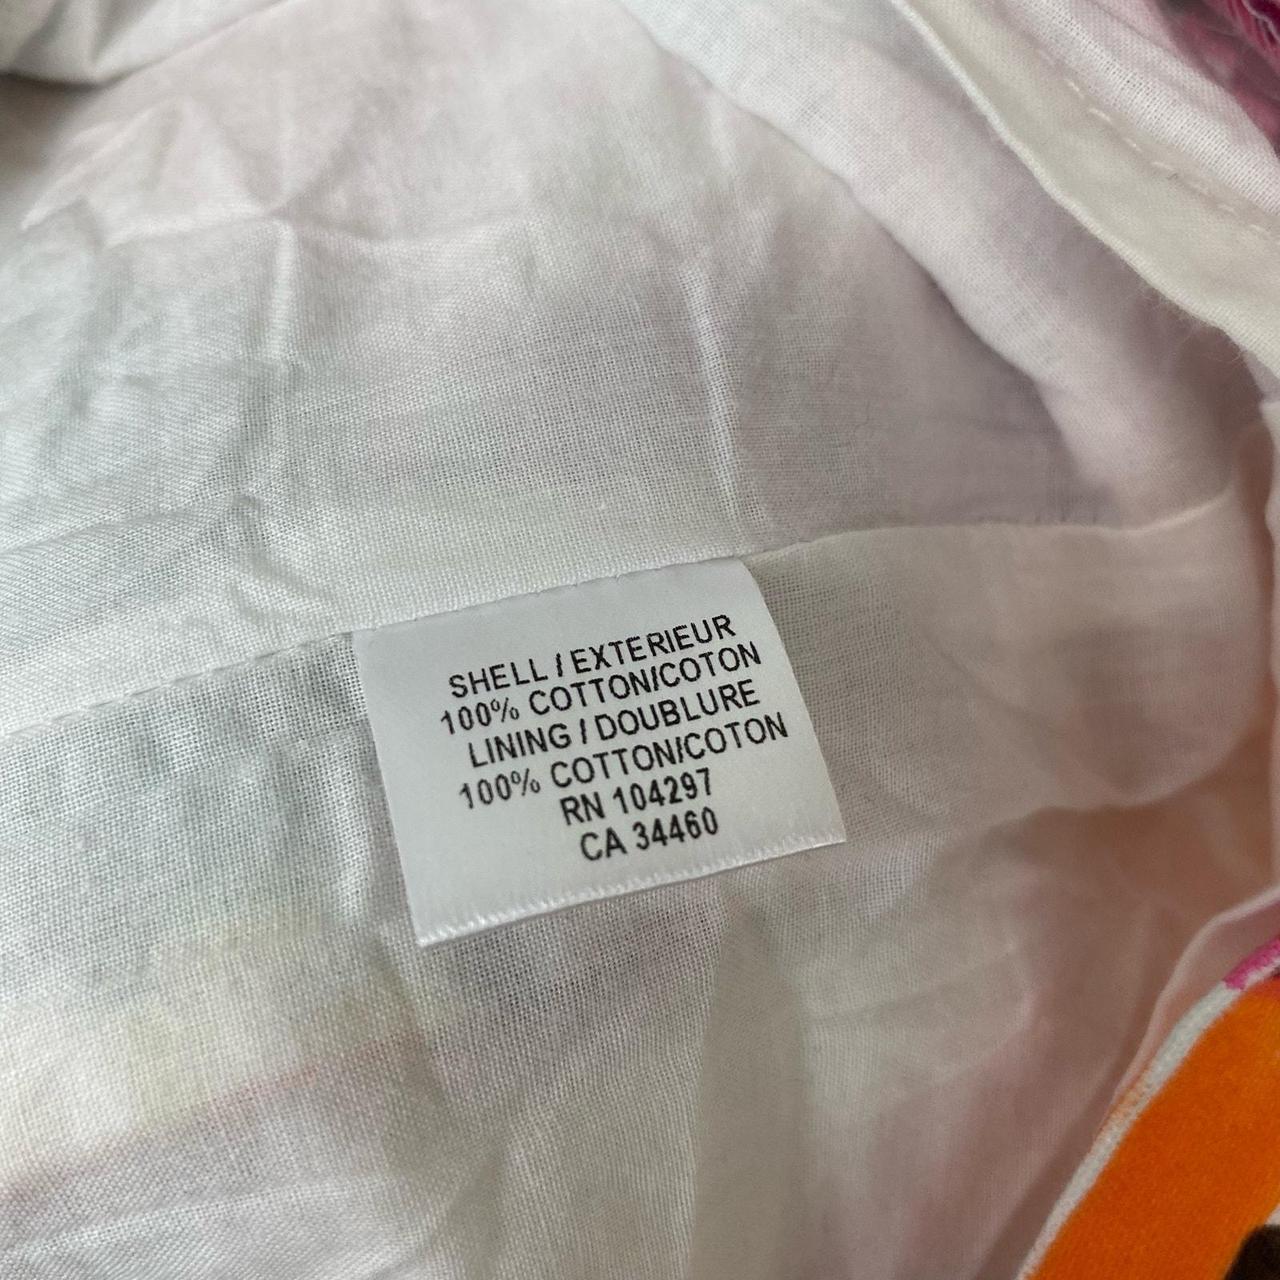 SHELL / EXTERIEUR
100% COTTON/COTON
LINING / DOUBLURE
100% COTTON/COTON
RN 104297
CA 34460